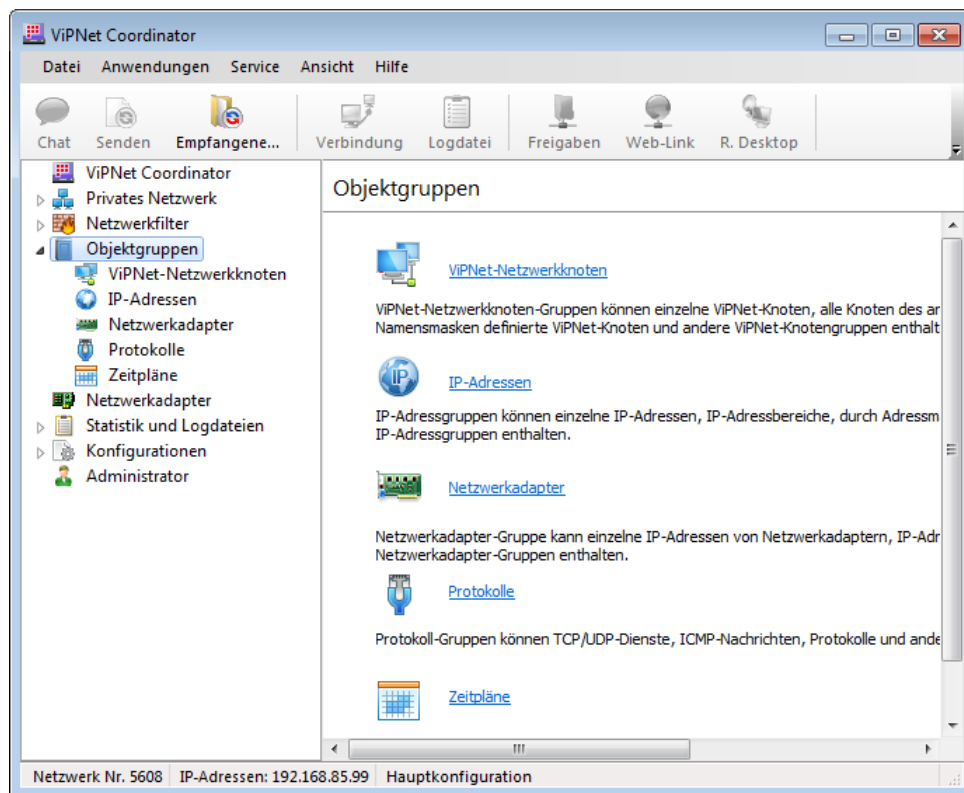 ViPNet Coordinator
Datei Anwendungen Service Ansicht Hilfe
Chat Senden Empfangene... Verbindung Logdatei Freigaben Web-Link R. Desktop
ViPNet Coordinator
Privates Netzwerk
Netzwerkfilter
Objektgruppen
ViPNet-Netzwerkknoten
IP-Adressen
Netzwerkadapter
Protokolle
Zeitpläne
Netzwerkadapter
Statistik und Logdateien
Konfigurationen
Administrator
Objektgruppen
ViPNet-Netzwerkknoten
ViPNet-Netzwerkknoten-Gruppen können einzelne ViPNet-Knoten, alle Knoten des ar
Namensmasken definierte ViPNet-Knoten und andere ViPNet-Knotengruppen enthalt
IP
IP-Adressen
IP-Adressgruppen können einzelne IP-Adressen, IP-Adressbereiche, durch Adressm
IP-Adressgruppen enthalten.
Netzwerkadapter
Netzwerkadapter-Gruppe kann einzelne IP-Adressen von Netzwerkadaptern, IP-Adr
Netzwerkadapter-Gruppen enthalten.
Protokolle
Protokoll-Gruppen können TCP/UDP-Dienste, ICMP-Nachrichten, Protokolle und ande
Zeitpläne
Netzwerk Nr. 5608 IP-Adressen: 192.168.85.99 Hauptkonfiguration